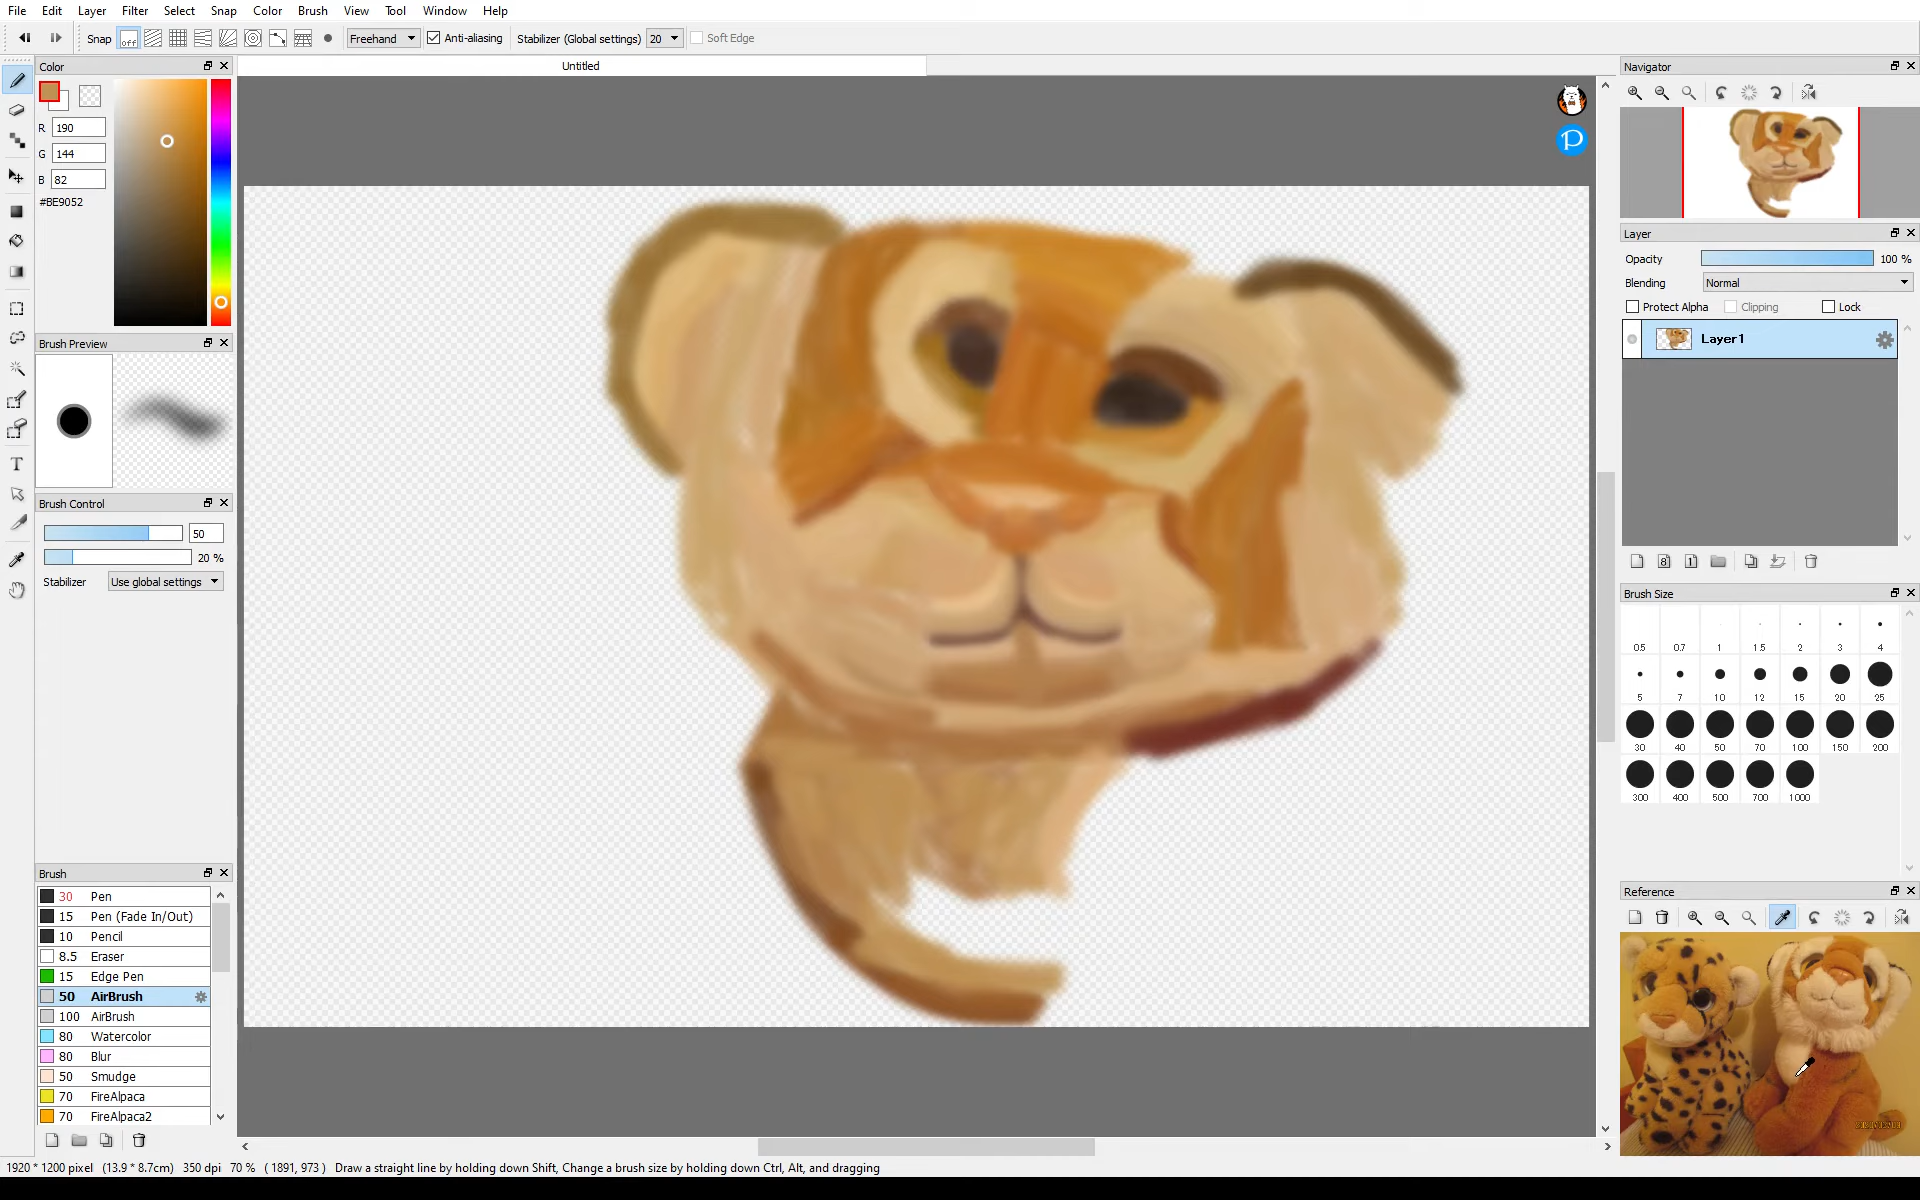 File Edit Layer Filter Select Snap Color Brush View Tool Window Help
Snap off Freehand Anti-aliasing Stabilizer (Global settings) 20 Soft Edge
Untitled
Color
R 190
G 144
B 82
#BE9052
Brush Preview
Brush Control
50
20 %
Stabilizer Use global settings
Brush
30 Pen
15 Pen (Fade In/Out)
10 Pencil
8.5 Eraser
15 Edge Pen
50 AirBrush
100 AirBrush
80 Watercolor
80 Blur
50 Smudge
70 FireAlpaca
70 FireAlpaca2
P
Navigator
Layer
Opacity 100 %
Blending Normal
Protect Alpha Clipping Lock
Layer1
8 1
Brush Size
0.5 0.7 1 1.5 2 3 4
5 7 10 12 15 20 25
30 40 50 70 100 150 200
300 400 500 700 1000
Reference
1920 * 1200 pixel (13.9 * 8.7cm) 350 dpi 70 % ( 1891, 973 ) Draw a straight line by holding down Shift, Change a brush size by holding down Ctrl, Alt, and dragging